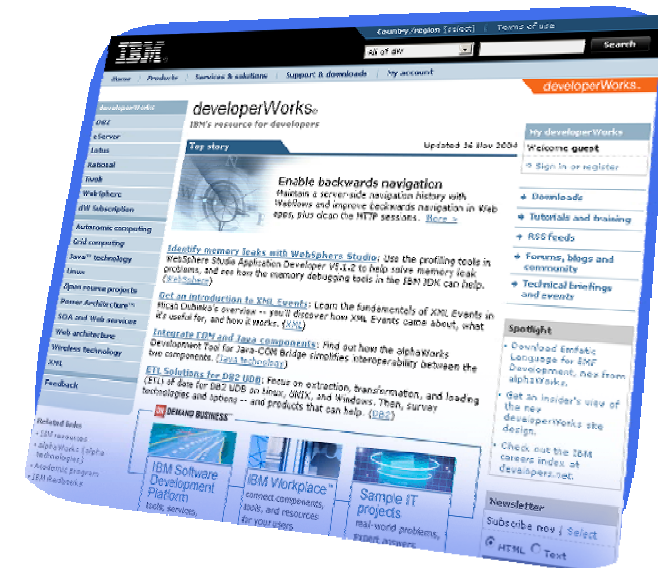 Country/region [select] Terms of use
IBM
All of dW
Search
Home Products Services & solutions Support & downloads My account
developerWorks
developerWorks
DB2
eServer
Lotus
Rational
Tivoli
WebSphere
dW Subscription
Autonomic computing
Grid computing
Java™ technology
Linux
Open source projects
Power Architecture™
SOA and Web services
Web architecture
Wireless technology
XML
Feedback
Related links
• IBM resources
• alphaWorks (alpha
technologies)
• Academic program
• IBM Redbooks
developerWorks®
IBM's resource for developers
Top story
Updated 16 Nov 2004
Enable backwards navigation
Maintain a server-side navigation history with
Webflows and improve backwards navigation in Web
apps, plus clean the HTTP sessions. More >
Identify memory leaks with WebSphere Studio: Use the profiling tools in
WebSphere Studio Application Developer V5.1.2 to help solve memory leak
problems, and see how the memory debugging tools in the IBM JDK can help.
(WebSphere)
Get an introduction to XML Events: Learn the fundamentals of XML Events in
Micah Dubinko's overview -- you'll discover how XML Events came about, what
it's useful for, and how it works. (XML)
Integrate COM and Java components: Find out how the alphaWorks
Development Tool for Java-COM Bridge simplifies interoperability between the
two components. (Java technology)
ETL Solutions for DB2 UDB: Focus on extraction, transformation, and loading
(ETL) of data for DB2 UDB on Linux, UNIX, and Windows. Then, survey
technologies and options -- and products that can help. (DB2)
ON DEMAND BUSINESS™
IBM Software
Development
Platform
tools, services,
IBM Workplace™
connect components,
tools, and resources
for your users
Sample IT
projects
real-world problems,
expert answers
My developerWorks
Welcome guest
Sign in or register
Downloads
Tutorials and training
RSS feeds
Forums, blogs and
community
Technical briefings
and events
Spotlight
• Download Emfatic
Language for EMF
Development, new from
alphaWorks.
• Get an insider's view of
the new
developerWorks site
design.
• Check out the IBM
careers index at
developers.net.
Newsletter
Subscribe now | Select
HTML Text